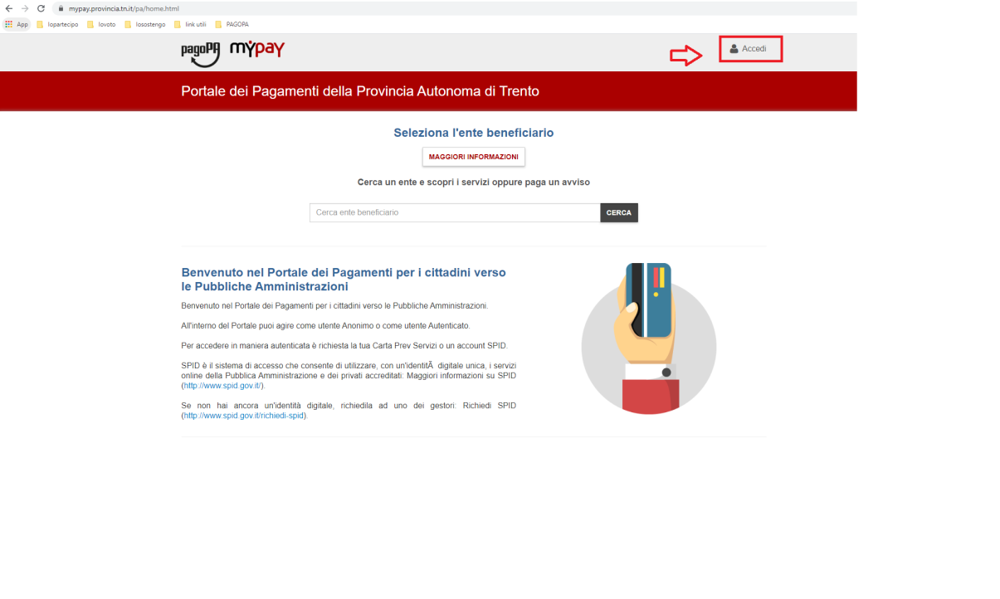 mypay.provincia.tn.it/pa/home.html
App lopartecipo lovoto losostengo link utili PAGOPA
pagoPA mypay Accedi
Portale dei Pagamenti della Provincia Autonoma di Trento
Seleziona l'ente beneficiario
MAGGIORI INFORMAZIONI
Cerca un ente e scopri i servizi oppure paga un avviso
Cerca ente beneficiario CERCA
Benvenuto nel Portale dei Pagamenti per i cittadini verso
le Pubbliche Amministrazioni
Benvenuto nel Portale dei Pagamenti per i cittadini verso le Pubbliche Amministrazioni.
All'interno del Portale puoi agire come utente Anonimo o come utente Autenticato.
Per accedere in maniera autenticata è richiesta la tua Carta Prev Servizi o un account SPID.
SPID è il sistema di accesso che consente di utilizzare, con un'identitÃ digitale unica, i servizi
online della Pubblica Amministrazione e dei privati accreditati: Maggiori informazioni su SPID
(http://www.spid.gov.it/).
Se non hai ancora un'identità digitale, richiedila ad uno dei gestori: Richiedi SPID
(http://www.spid.gov.it/richiedi-spid).